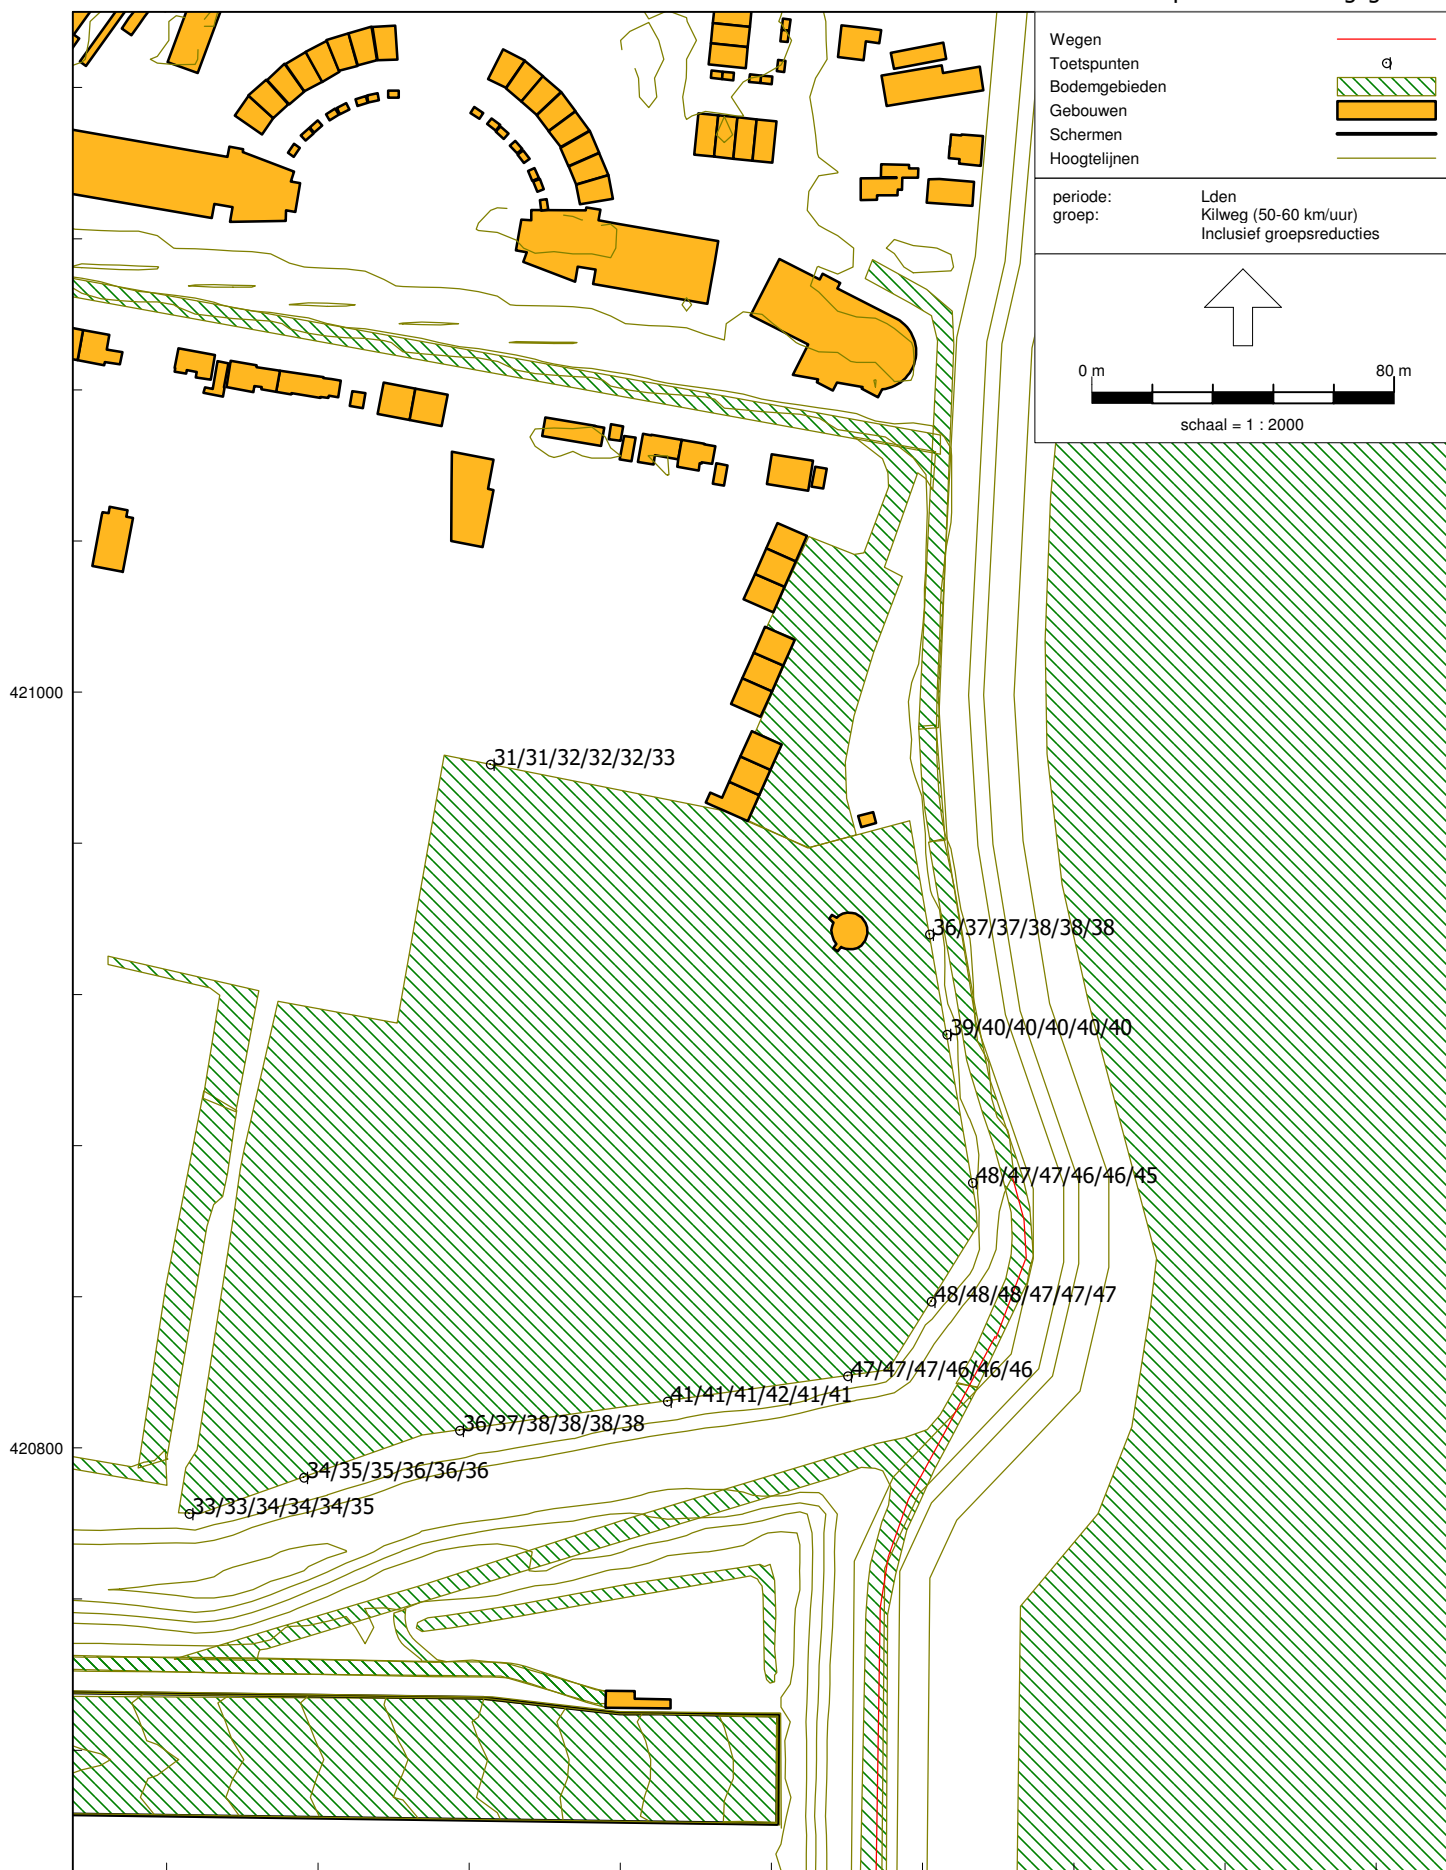 Wegen
Toetspunten
Bodemgebieden
Gebouwen
Schermen
Hoogtelijnen
periode: Lden
groep: Kilweg (50-60 km/uur)
Inclusief groepsreducties
0 m 80 m
schaal = 1 : 2000
421000
31/31/32/32/32/33
36/37/37/38/38/38
39/40/40/40/40/40
48/47/47/46/46/45
48/48/48/47/47/47
47/47/47/46/46/46
41/41/41/42/41/41
36/37/38/38/38/38
420800
34/35/35/36/36/36
33/33/34/34/34/35